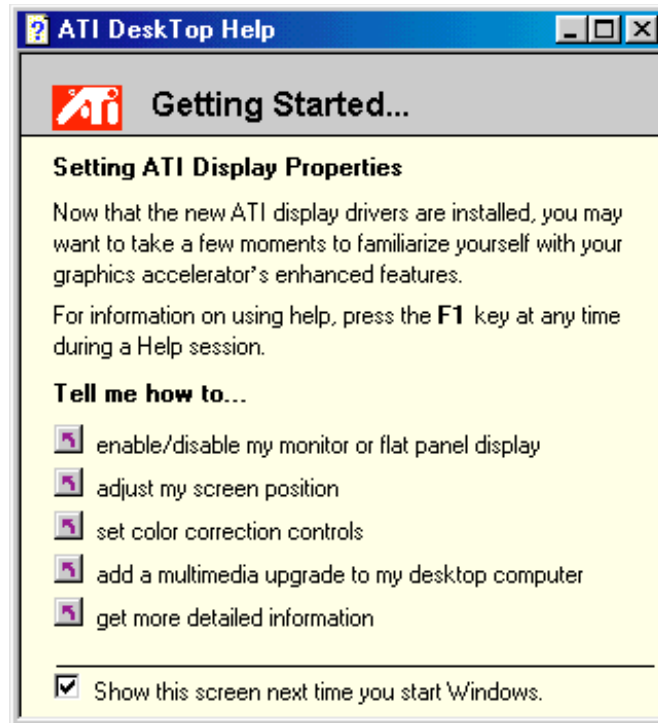 ATI DeskTop Help
ATI Getting Started...
Setting ATI Display Properties
Now that the new ATI display drivers are installed, you may
want to take a few moments to familiarize yourself with your
graphics accelerator's enhanced features.
For information on using help, press the F1 key at any time
during a Help session.
Tell me how to...
enable/disable my monitor or flat panel display
adjust my screen position
set color correction controls
add a multimedia upgrade to my desktop computer
get more detailed information
Show this screen next time you start Windows.